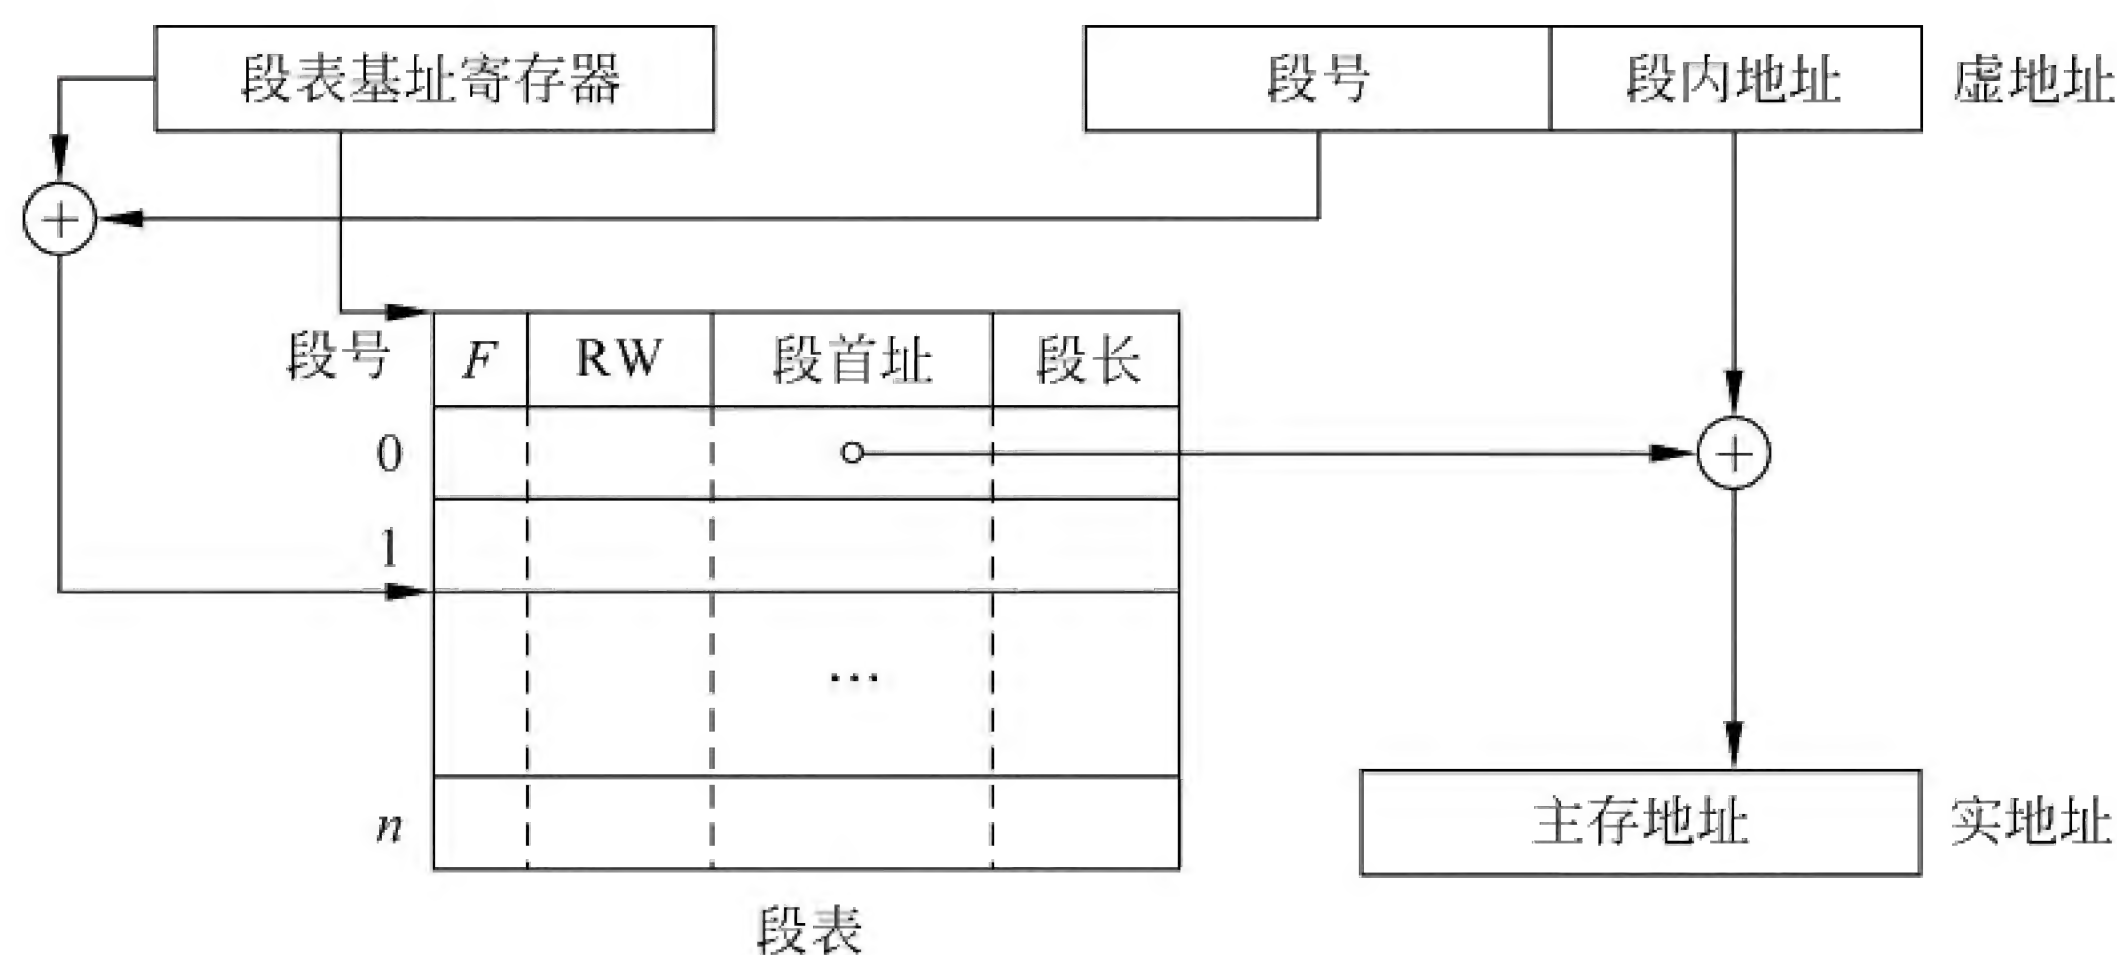 段表基址寄存器
段号 段内地址 虚地址
+
段号 F RW 段首址 段长
0
+
1
...
n
主存地址 实地址
段表